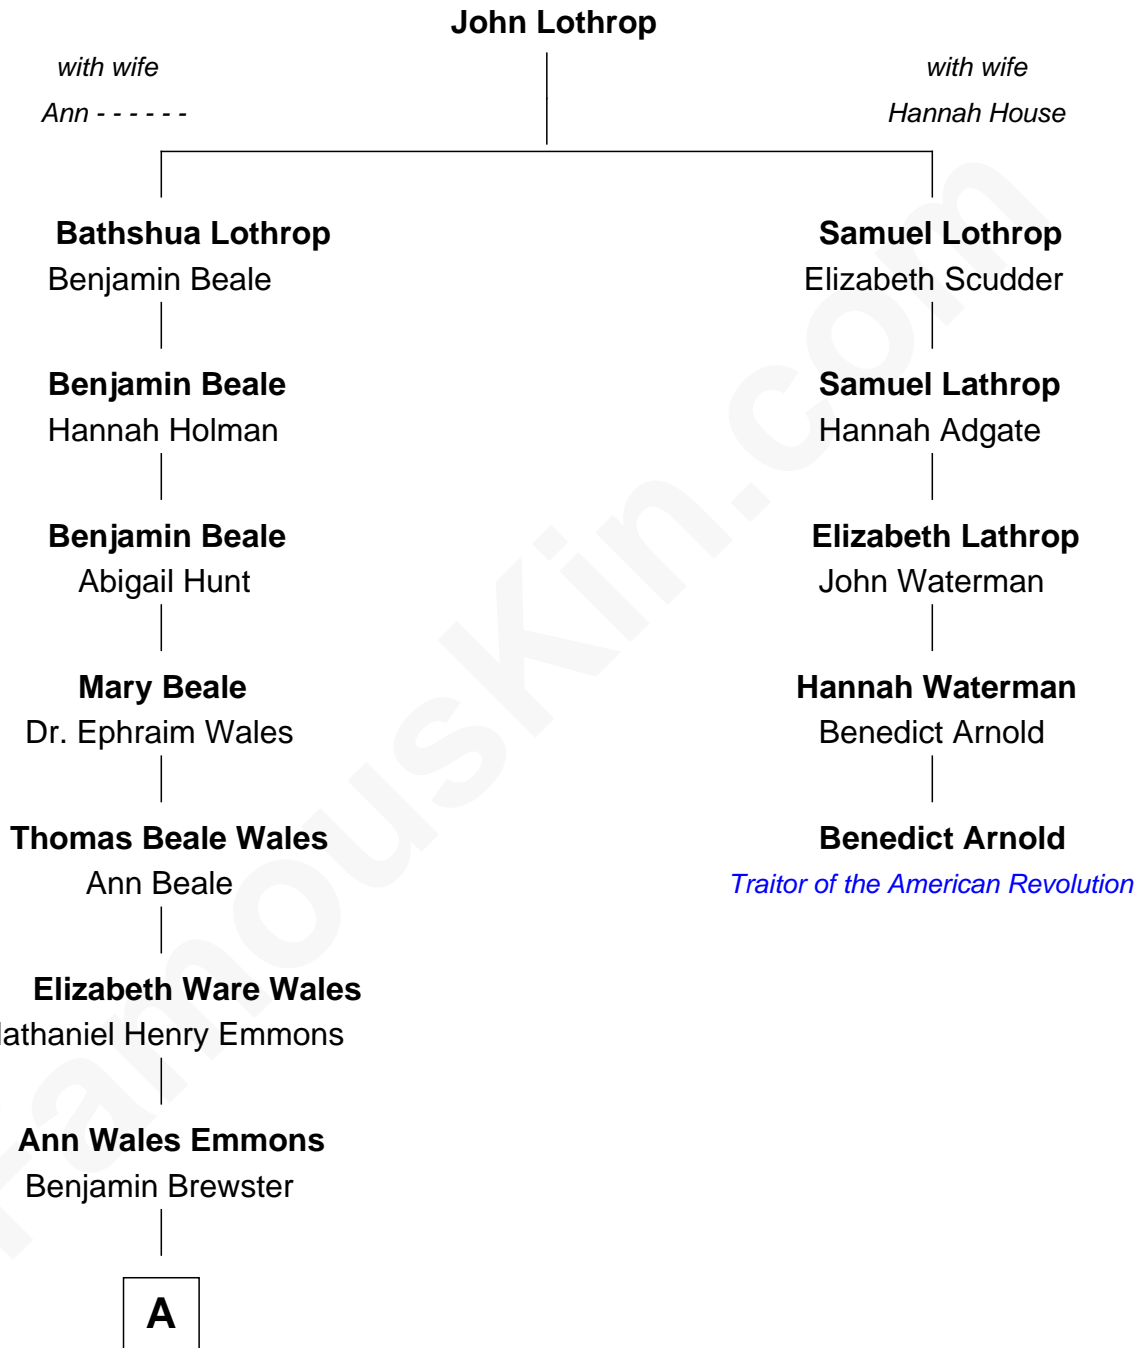 John Lothrop
with wife
Ann - - - - - -
with wife
Hannah House
Bathshua Lothrop
Benjamin Beale
Samuel Lothrop
Elizabeth Scudder
Benjamin Beale
Hannah Holman
Samuel Lathrop
Hannah Adgate
Benjamin Beale
Abigail Hunt
Elizabeth Lathrop
John Waterman
Mary Beale
Dr. Ephraim Wales
Hannah Waterman
Benedict Arnold
Thomas Beale Wales
Ann Beale
Benedict Arnold
Traitor of the American Revolution
Elizabeth Ware Wales
Henry Emmons
Ann Wales Emmons
Benjamin Brewster
A
FamousKin.com